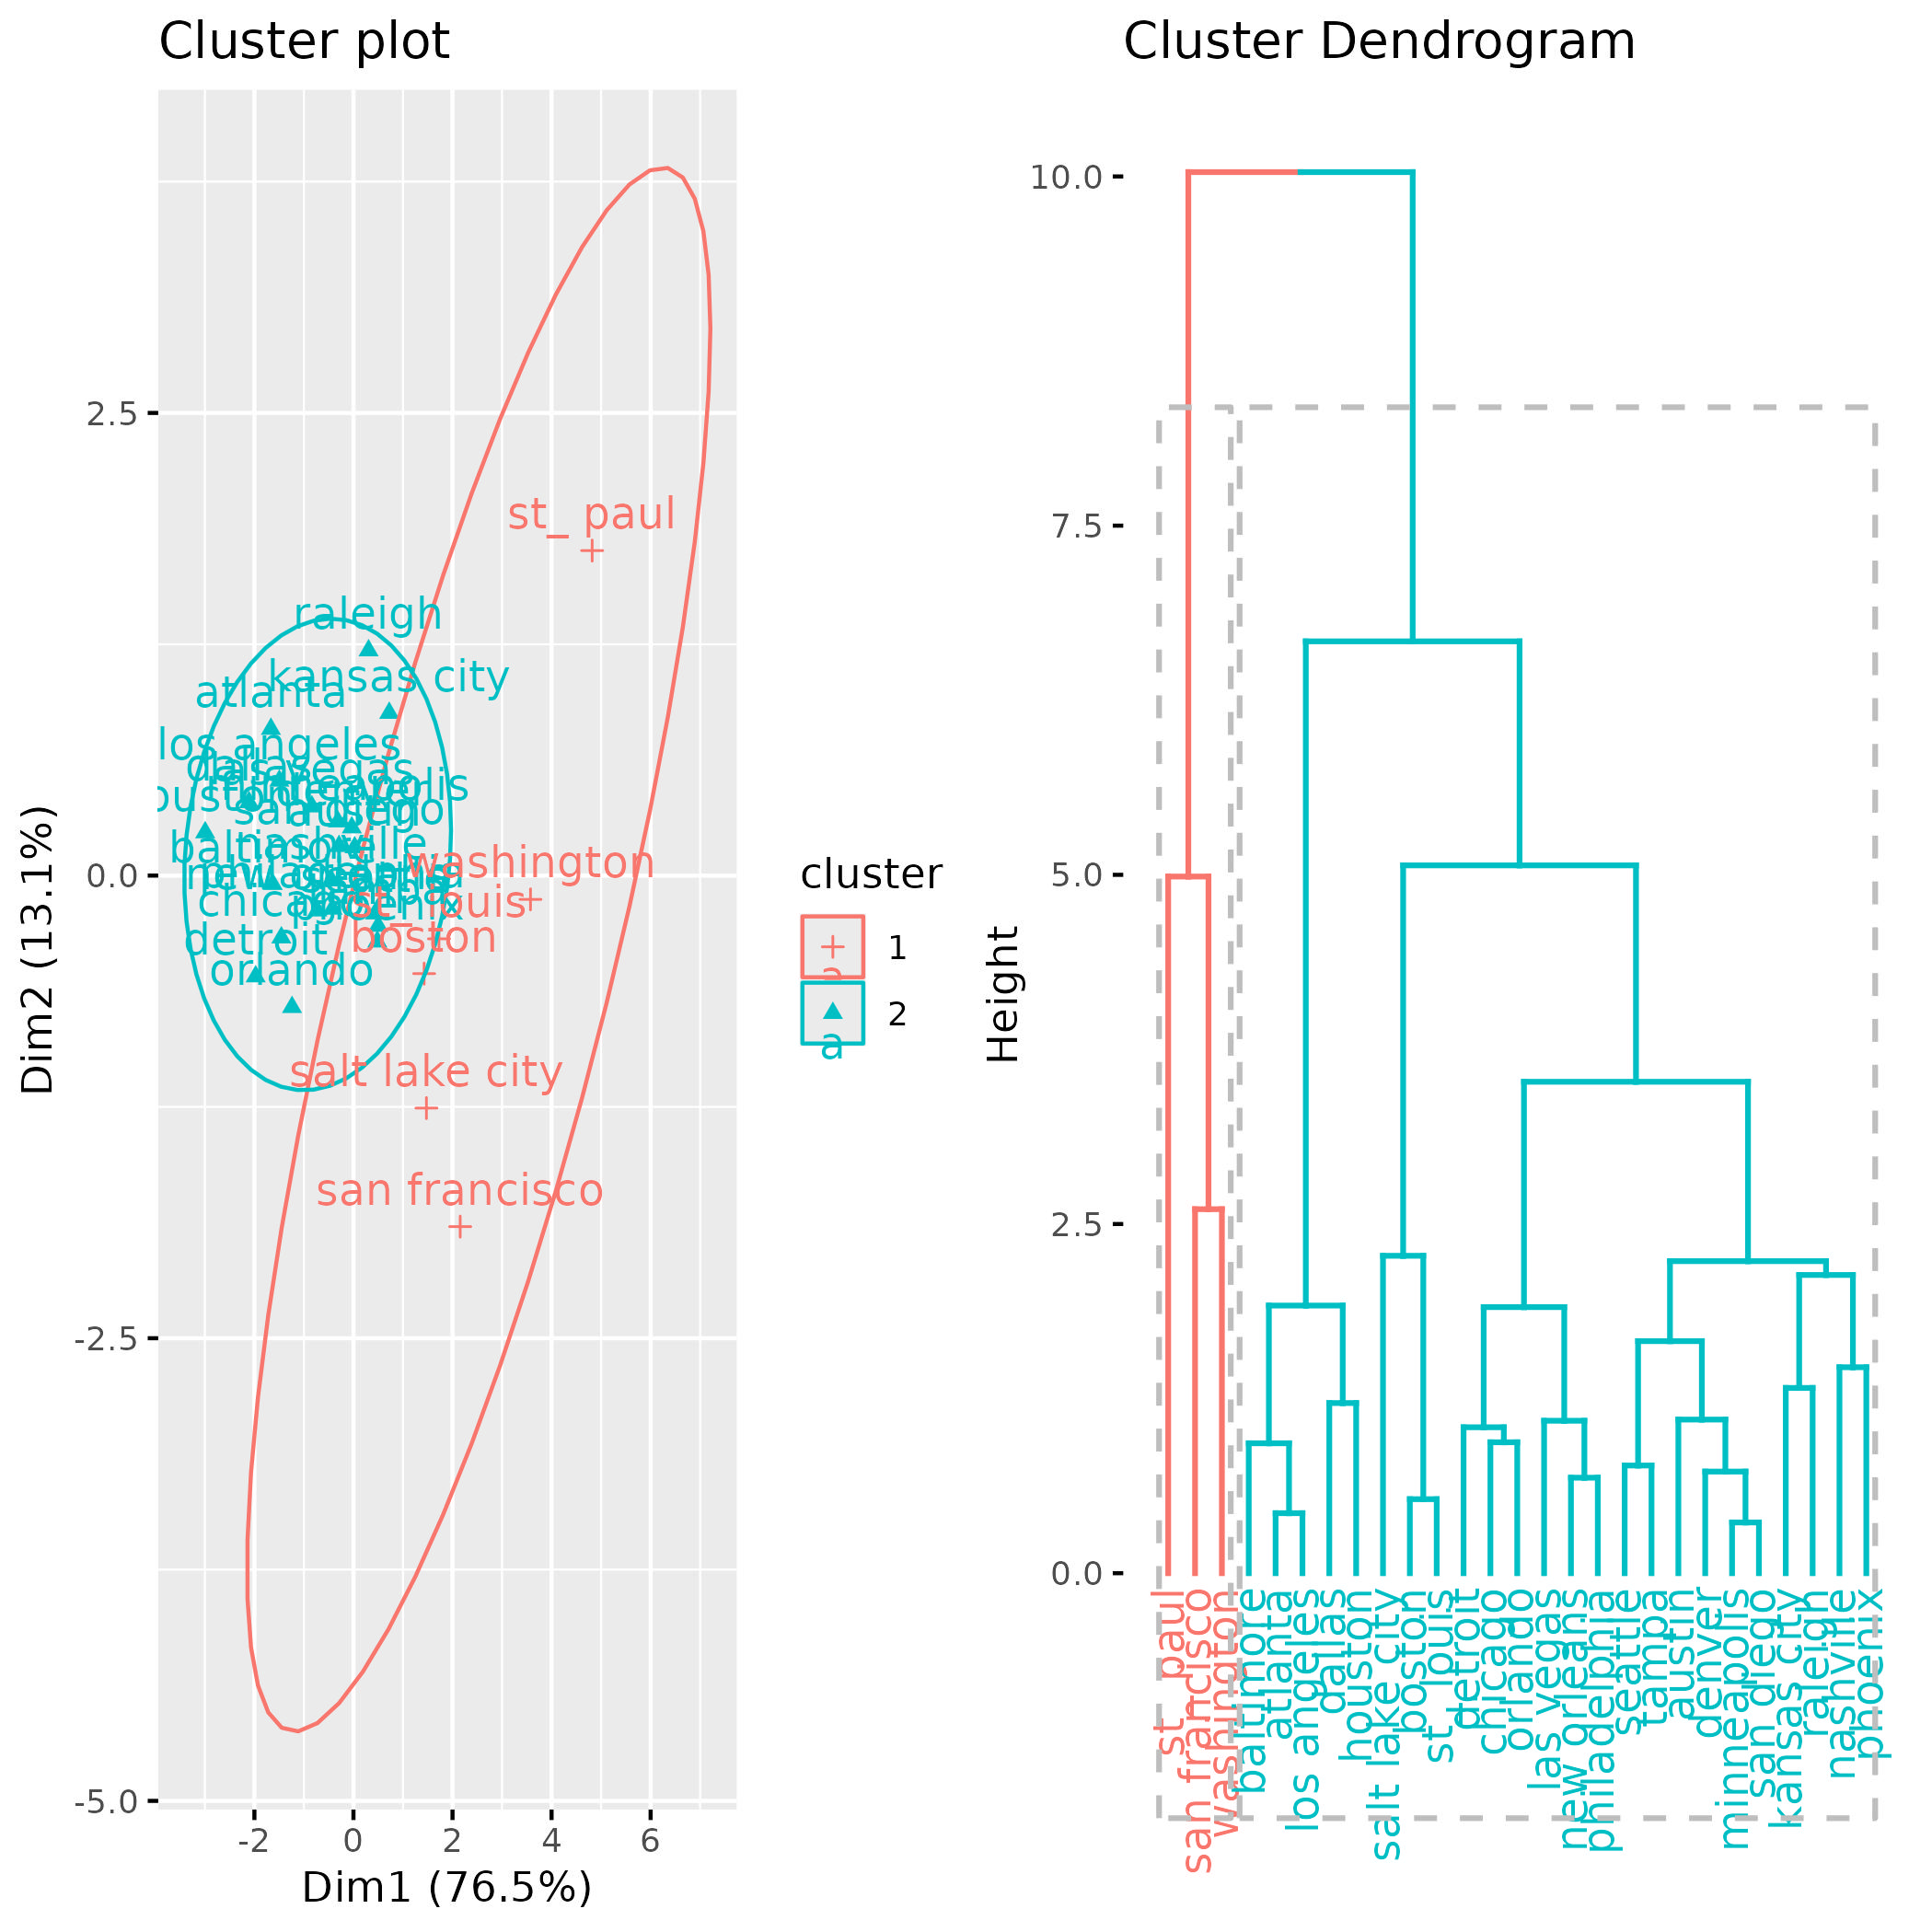 Cluster plot
Cluster Dendrogram
st_ paul
raleigh
kansas city
atlanta
los angeles
washington
boston
detroit
orlando
salt lake city
san francisco
2.5
0.0
-2.5
-5.0
-2 0 2 4 6
Dim1 (76.5%)
Dim2 (13.1%)
cluster
1
a
2
10.0
7.5
5.0
2.5
0.0
Height
st_ paul
san francisco
washington
baltimore
atlanta
los angeles
dallas
houston
salt lake city
boston
st_ louis
detroit
chicago
orlando
las vegas
new orleans
philadelphia
seattle
tampa
austin
denver
minneapolis
san diego
kansas city
raleigh
nashville
phoenix